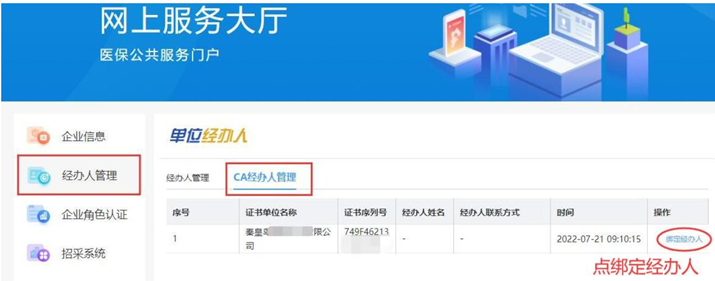 网上服务大厅
医保公共服务门户
企业信息
经办人管理
企业角色认证
招采系统
单位经办人
经办人管理 CA经办人管理
序号 证书单位名称 证书序列号 经办人姓名 经办人联系方式 时间 操作
1 秦皇 有限公司 749F46213 - - 2022-07-21 09:10:15 绑定经办人
点绑定经办人